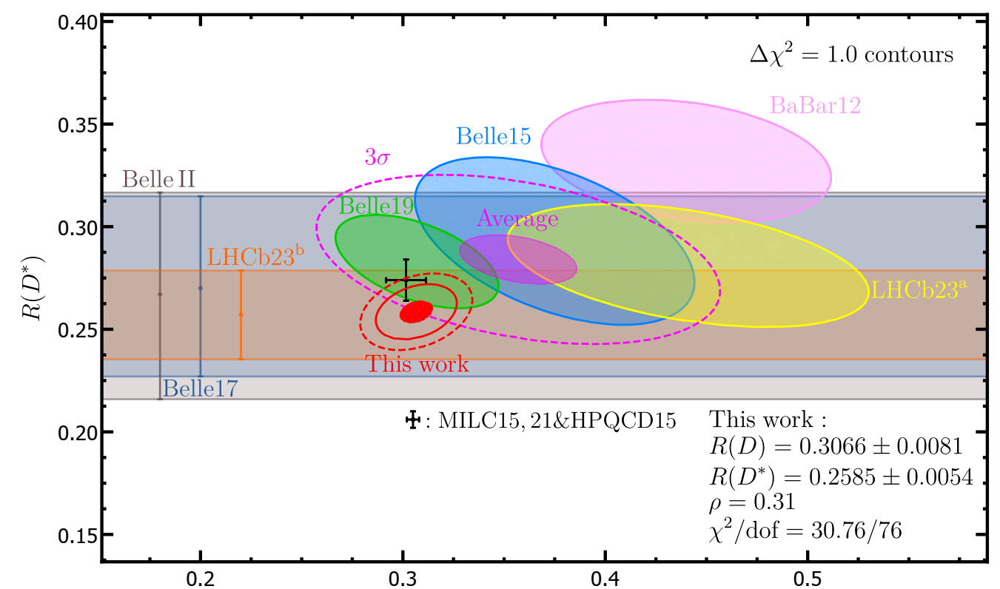 0.40
Δχ² = 1.0 contours
BaBar12
0.35
Belle15
3σ
Belle II
Belle19
Average
0.30
LHCb23ᵇ
R(D*)
LHCb23ᵃ
0.25
This work
Belle17
: MILC15, 21&HPQCD15
This work :
0.20
R(D) = 0.3066 ± 0.0081
R(D*) = 0.2585 ± 0.0054
ρ = 0.31
χ²/dof = 30.76/76
0.15
0.2 0.3 0.4 0.5